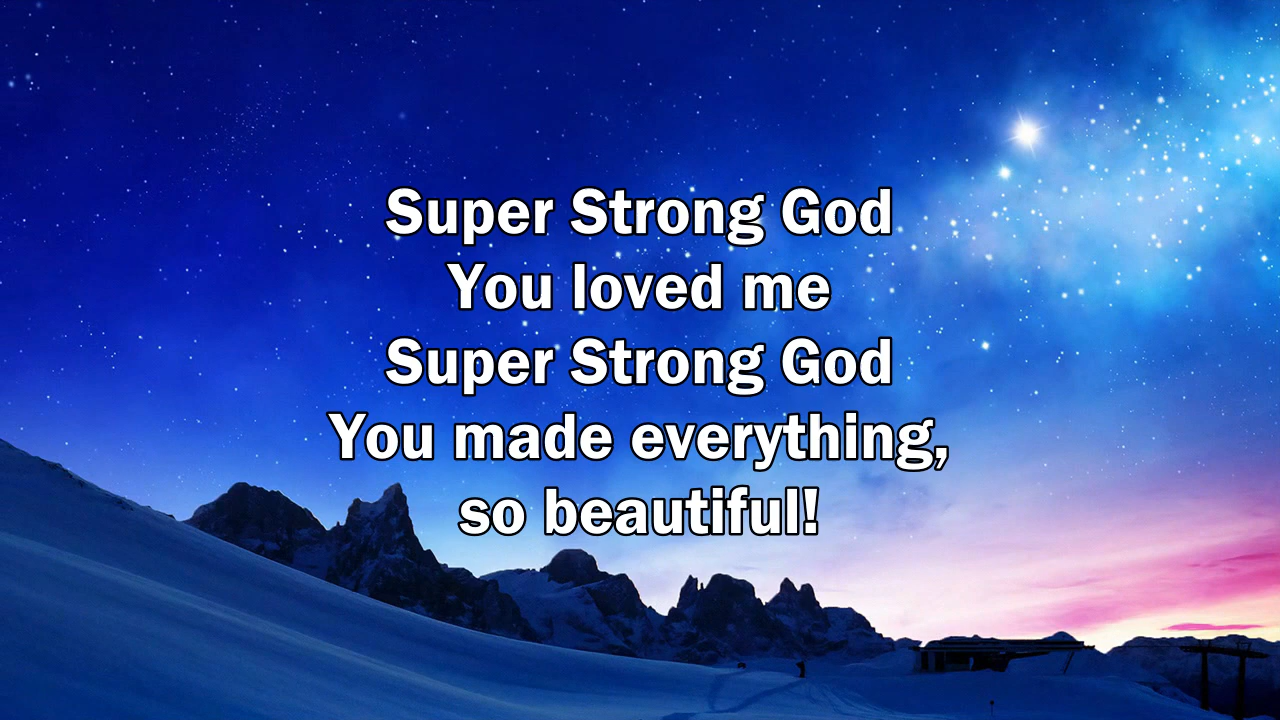 Super Strong God
You loved me
Super Strong God
You made everything,
so beautiful!